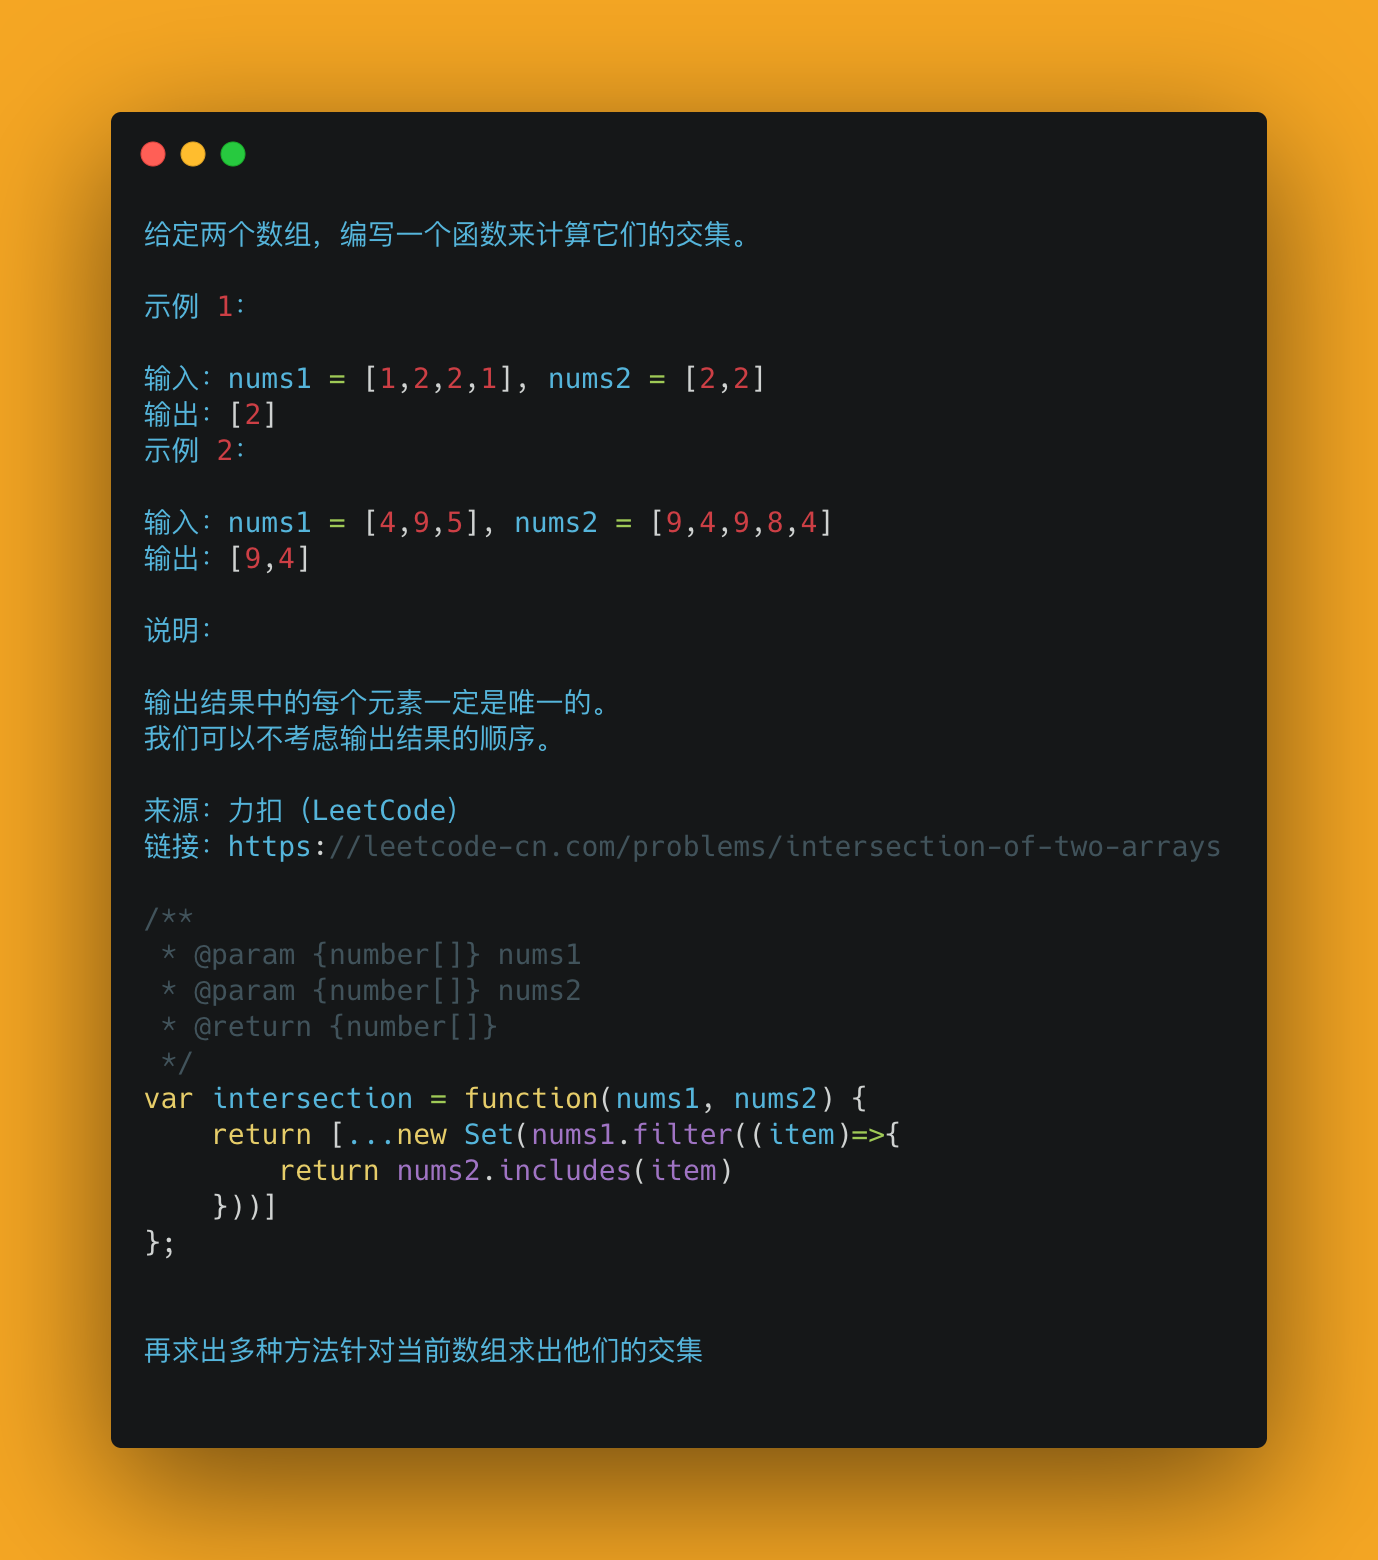 给定两个数组，编写一个函数来计算它们的交集。
示例 1：
输入：nums1 = [1,2,2,1], nums2 = [2,2]
输出：[2]
示例 2：
输入：nums1 = [4,9,5], nums2 = [9,4,9,8,4]
输出：[9,4]
说明：
输出结果中的每个元素一定是唯一的。
我们可以不考虑输出结果的顺序。
来源：力扣（LeetCode）
链接：https://leetcode-cn.com/problems/intersection-of-two-arrays
/**
 * @param {number[]} nums1
 * @param {number[]} nums2
 * @return {number[]}
 */
var intersection = function(nums1, nums2) {
    return [...new Set(nums1.filter((item)=>{
        return nums2.includes(item)
    }))]
};
再求出多种方法针对当前数组求出他们的交集